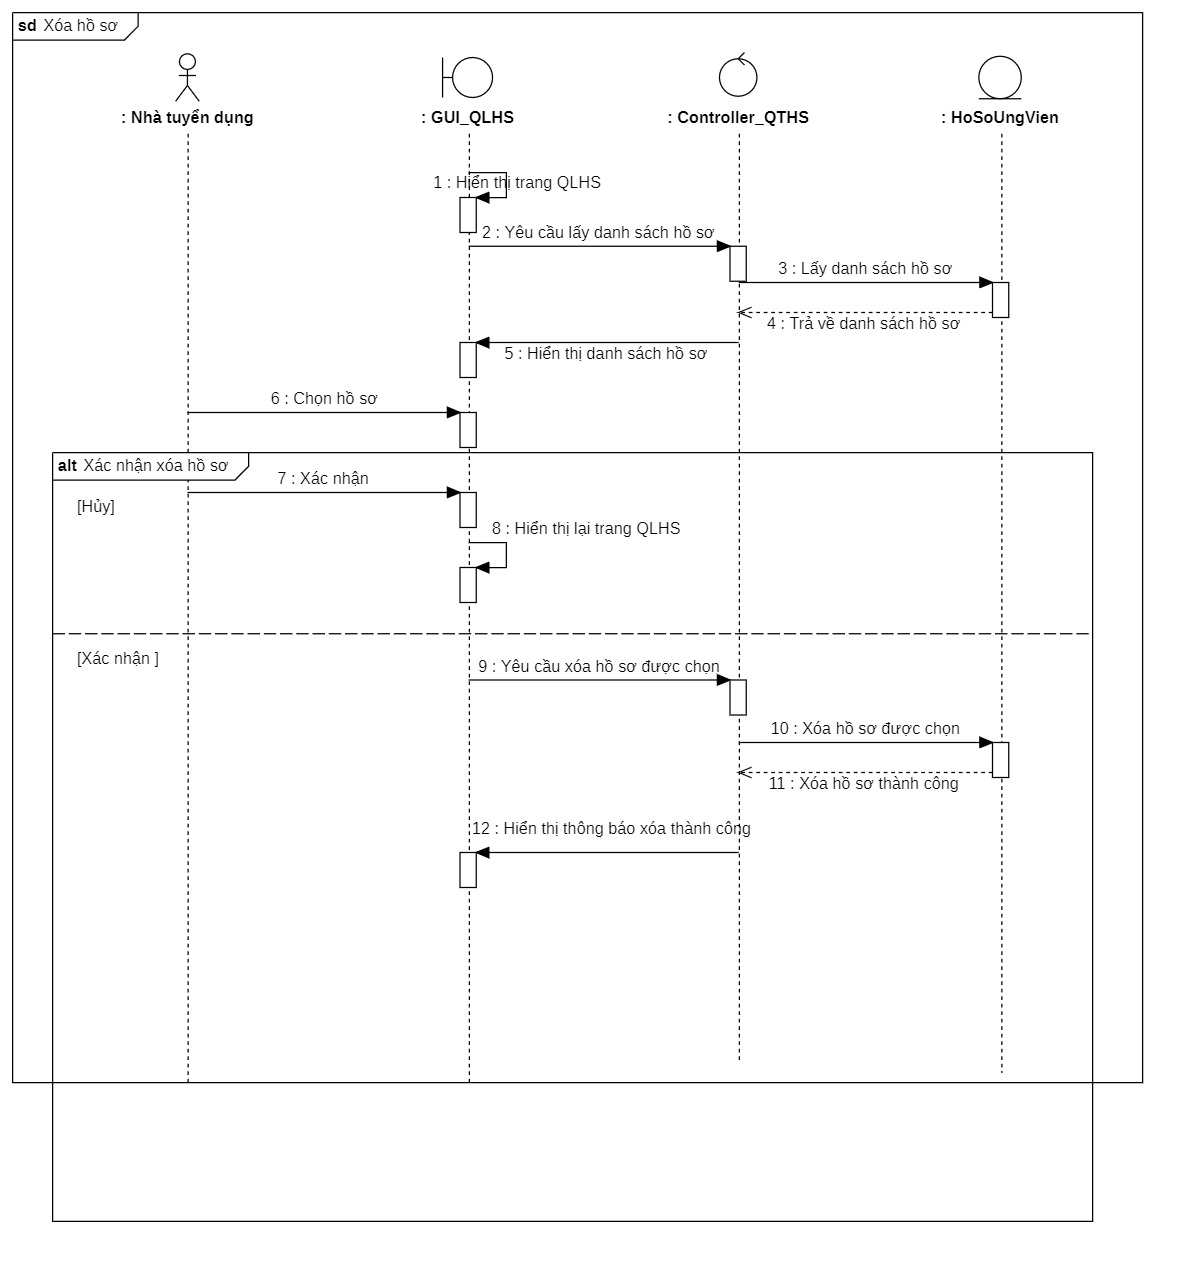 sd Xóa hồ sơ
: Nhà tuyển dụng
: GUI_QLHS
: Controller_QTHS
: HoSoUngVien
1 : Hiển thị trang QLHS
2 : Yêu cầu lấy danh sách hồ sơ
3 : Lấy danh sách hồ sơ
4 : Trả về danh sách hồ sơ
5 : Hiển thị danh sách hồ sơ
6 : Chọn hồ sơ
alt Xác nhận xóa hồ sơ
7 : Xác nhận
[Hủy]
8 : Hiển thị lại trang QLHS
[Xác nhận ]
9 : Yêu cầu xóa hồ sơ được chọn
10 : Xóa hồ sơ được chọn
11 : Xóa hồ sơ thành công
12 : Hiển thị thông báo xóa thành công